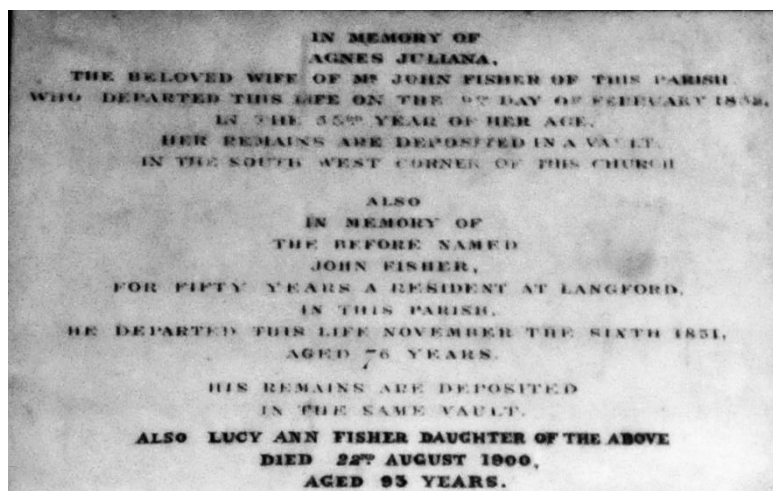 IN MEMORY OF
AGNES JULIANA,
THE BELOVED WIFE OF MR JOHN FISHER OF THIS PARISH
WHO DEPARTED THIS LIFE ON THE DAY OF FEBRUARY
IN THE YEAR OF HER AGE.
HER REMAINS ARE DEPOSITED IN A VAULT.
IN THE SOUTH WEST CORNER OF THIS CHURCH
ALSO
IN MEMORY OF
THE BEFORE NAMED
JOHN FISHER,
FOR FIFTY YEARS A RESIDENT AT LANGFORD,
IN THIS PARISH.
HE DEPARTED THIS LIFE NOVEMBER THE SIXTH 1851,
AGED 76 YEARS.
HIS REMAINS ARE DEPOSITED
IN THE SAME VAULT.
ALSO LUCY ANN FISHER DAUGHTER OF THE ABOVE
DIED 22ND AUGUST 1900,
AGED 93 YEARS.